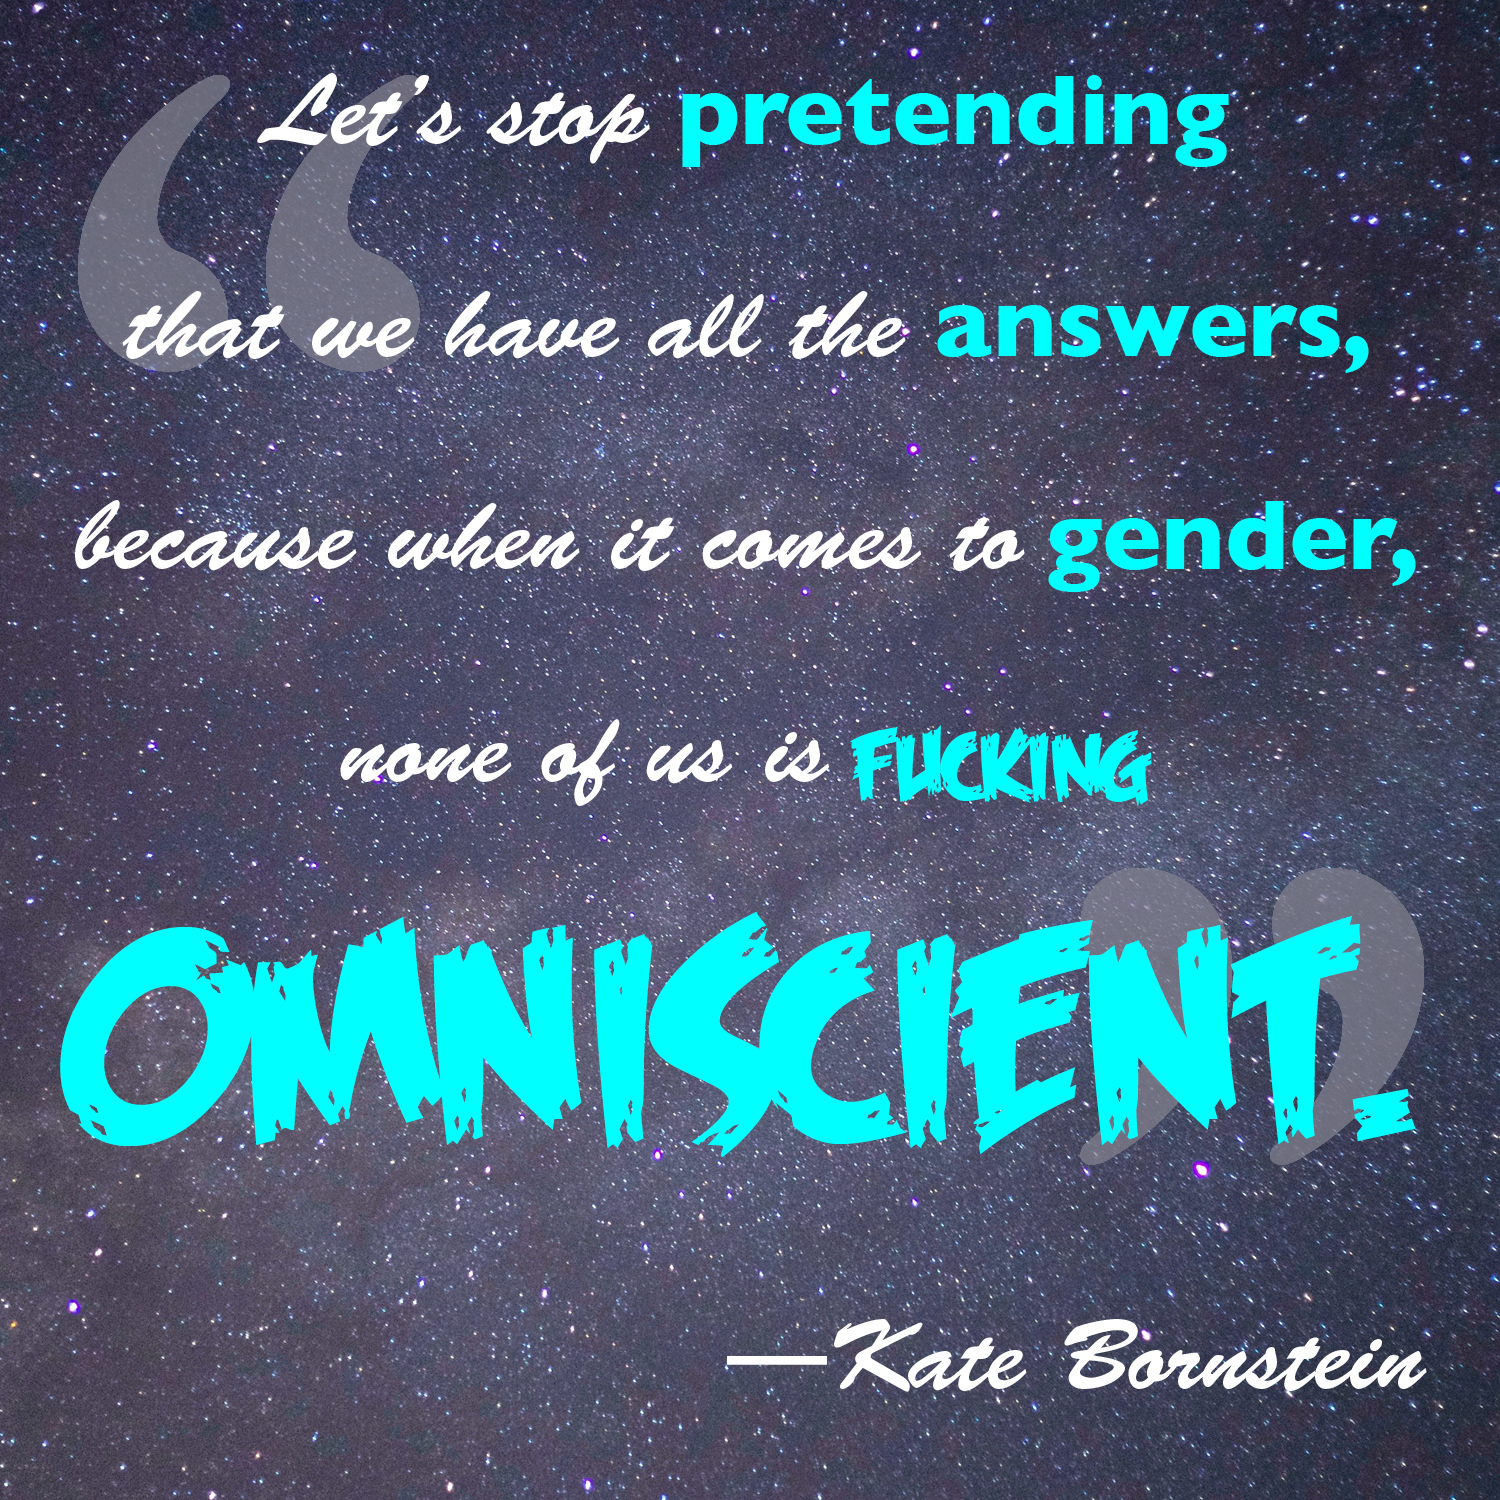 “Let's stop pretending
that we have all the answers,
because when it comes to gender,
none of us is FUCKING
OMNISCIENT.”
—Kate Bornstein